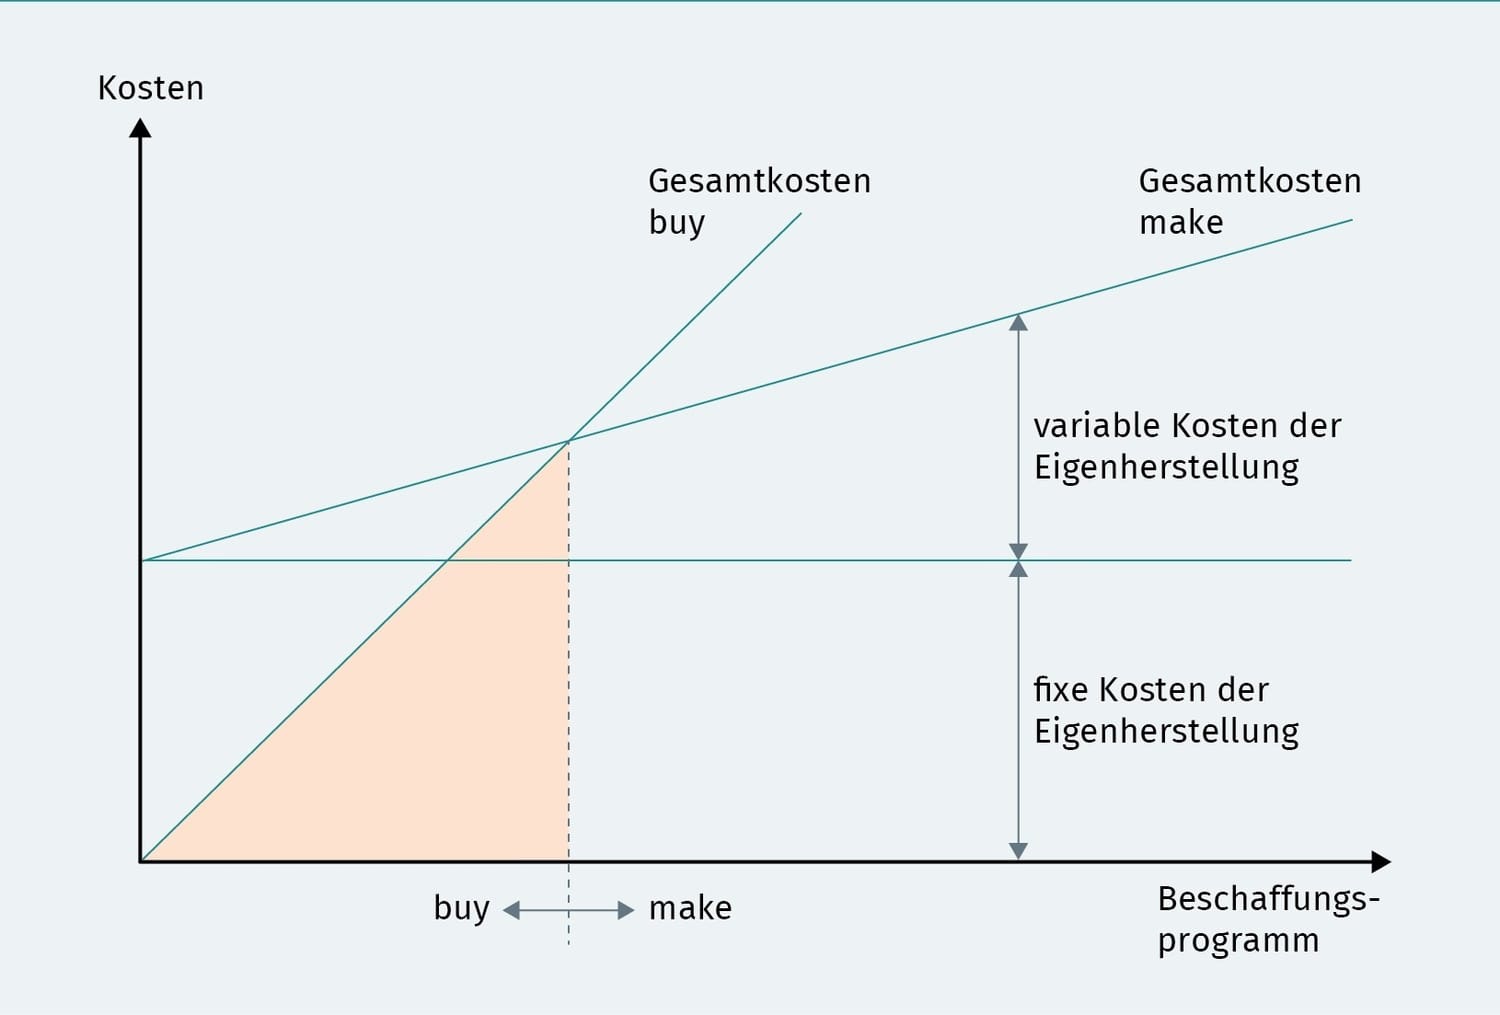 Kosten
Gesamtkosten
buy
Gesamtkosten
make
variable Kosten der
Eigenherstellung
fixe Kosten der
Eigenherstellung
buy
make
Beschaffungs-
programm